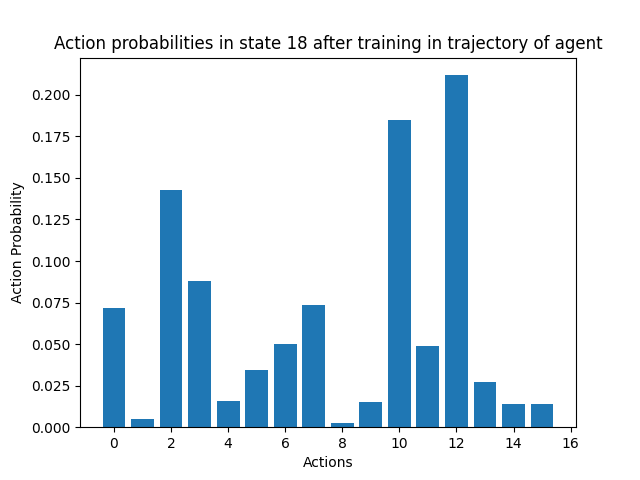 Action probabilities in state 18 after training in trajectory of agent
0.200
0.175
0.150
0.125
0.100
0.075
0.050
0.025
0.000
Action Probability
0 2 4 6 8 10 12 14 16
Actions